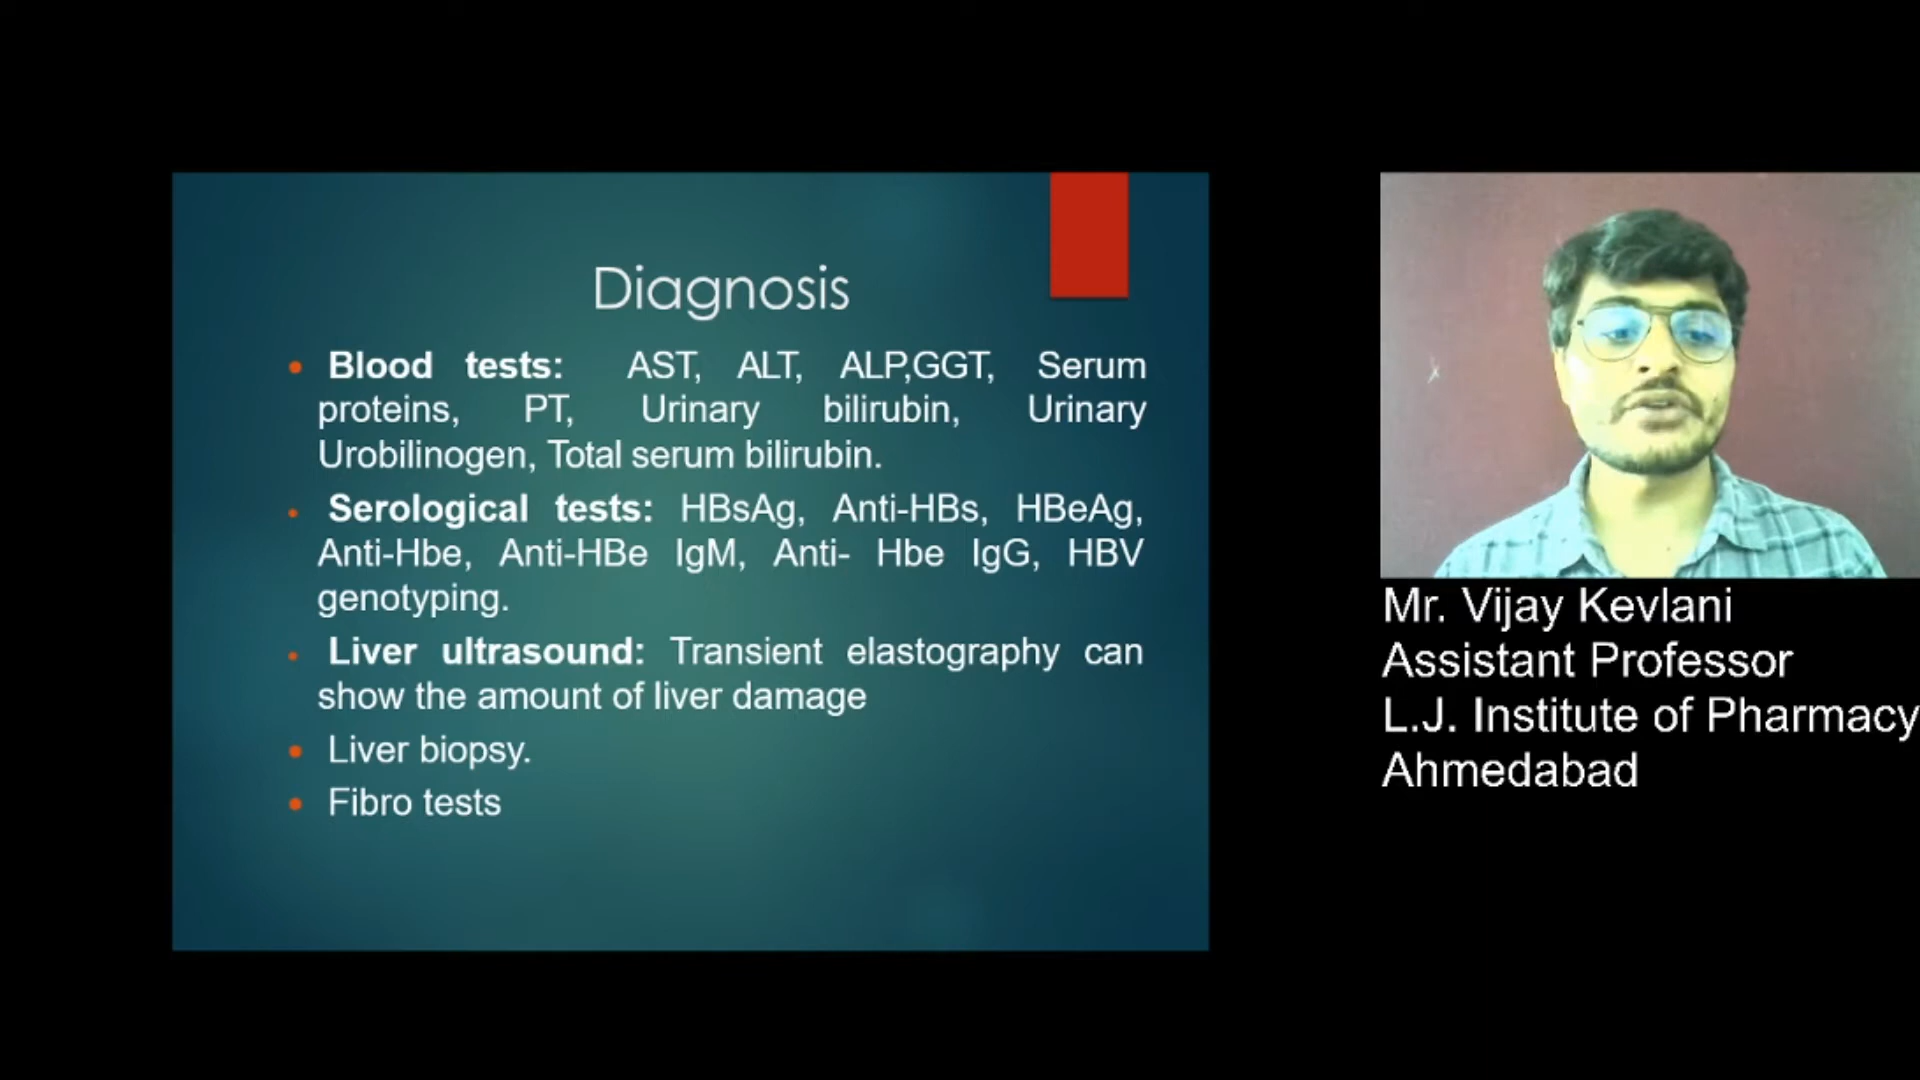 Diagnosis
• Blood tests: AST, ALT, ALP,GGT, Serum
proteins, PT, Urinary bilirubin, Urinary
Urobilinogen, Total serum bilirubin.
• Serological tests: HBsAg, Anti-HBs, HBeAg,
Anti-Hbe, Anti-HBe IgM, Anti- Hbe IgG, HBV
genotyping.
• Liver ultrasound: Transient elastography can
show the amount of liver damage
• Liver biopsy.
• Fibro tests
Mr. Vijay Kevlani
Assistant Professor
L.J. Institute of Pharmacy
Ahmedabad